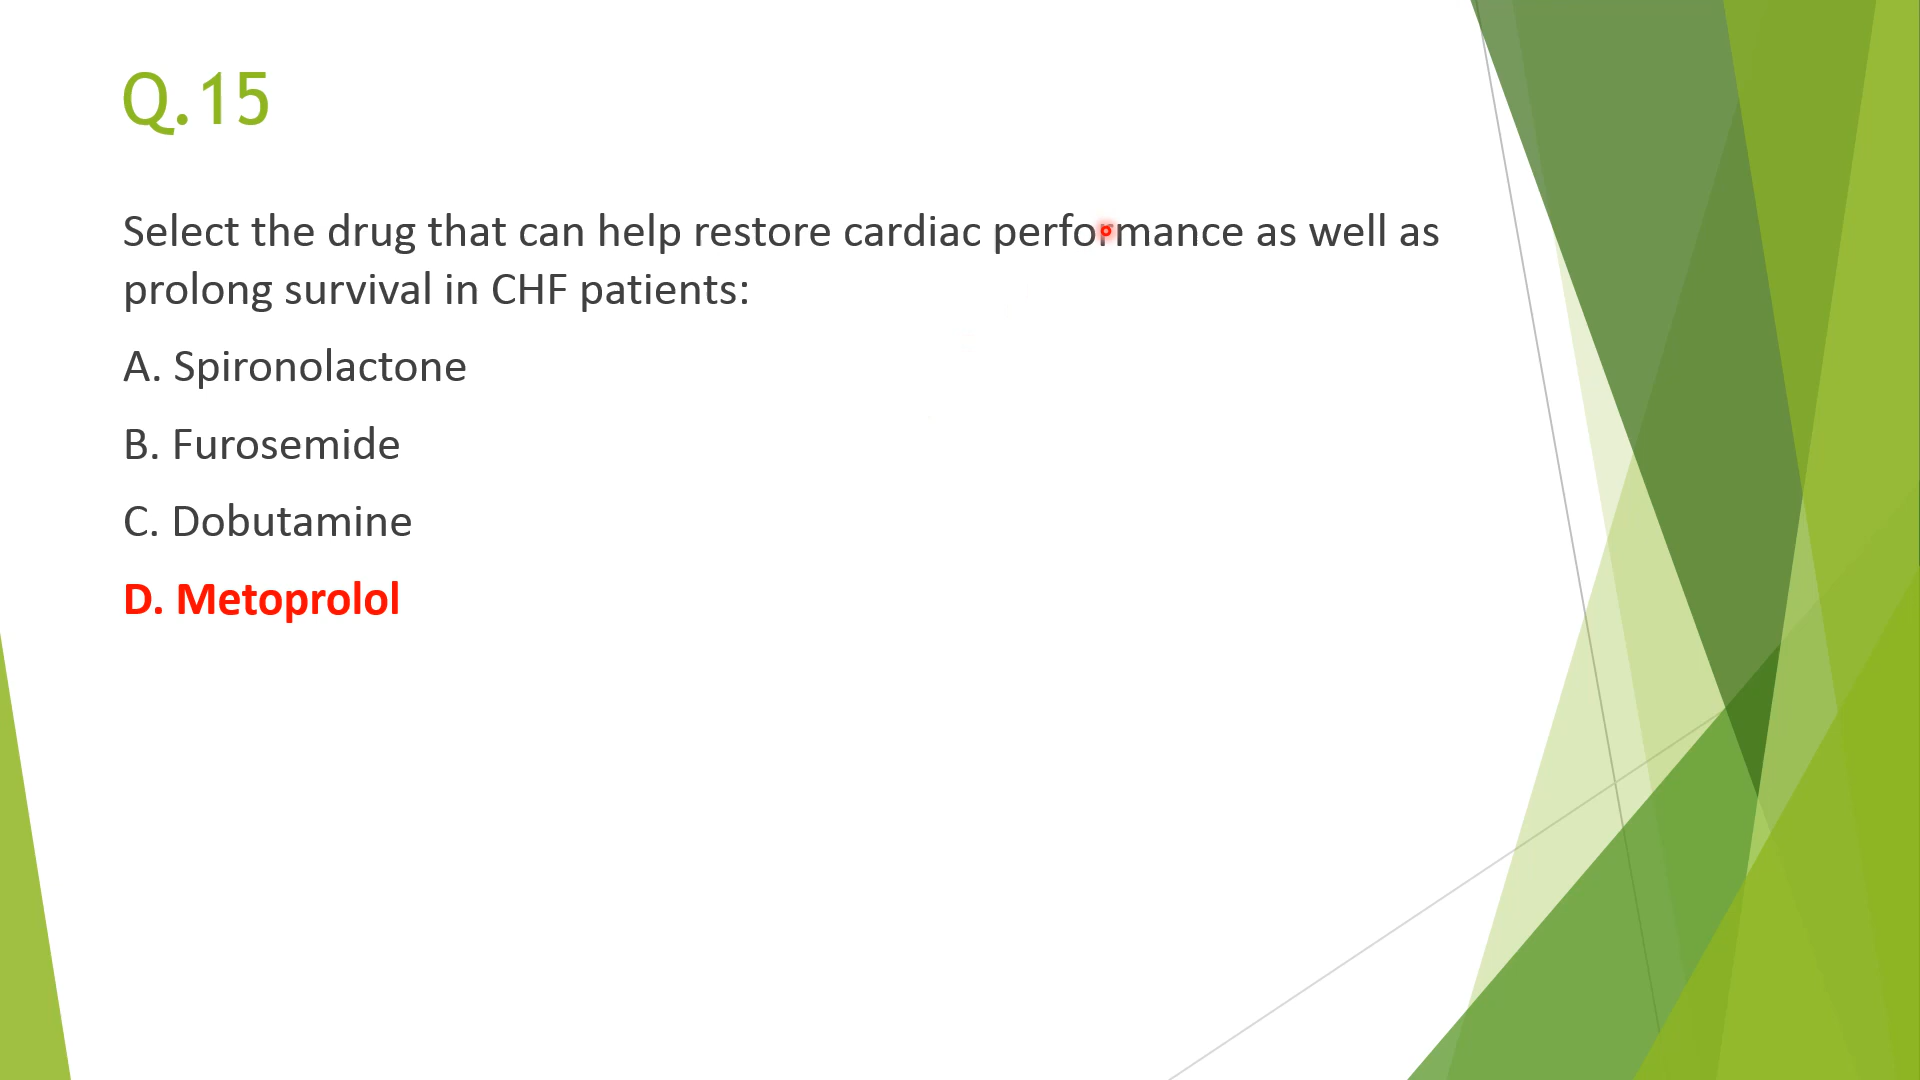 Q.15
Select the drug that can help restore cardiac performance as well as
prolong survival in CHF patients:
A. Spironolactone
B. Furosemide
C. Dobutamine
D. Metoprolol